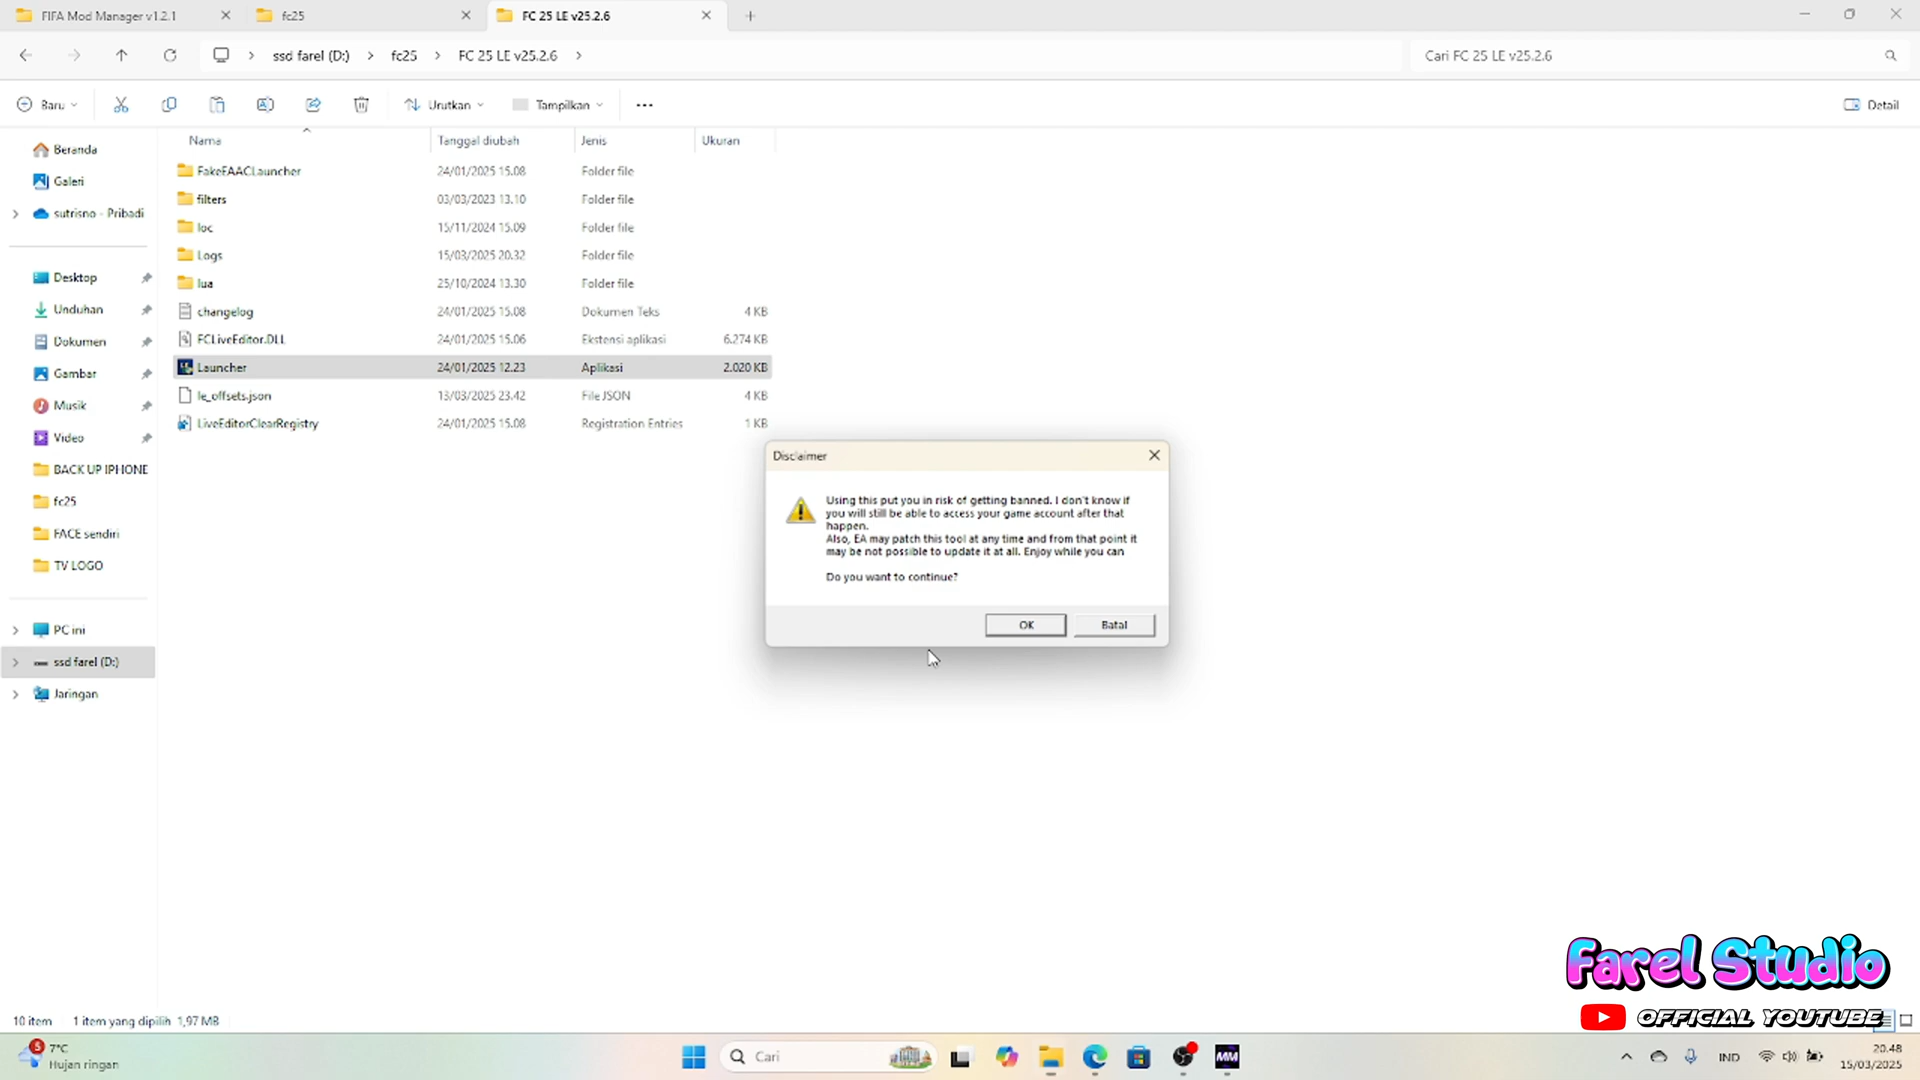 FIFA Mod Manager v1.2.1
fc25
FC 25 LE v25.2.6
ssd farel (D:)
fc25
FC 25 LE v25.2.6
Cari FC 25 LE v25.2.6
Baru
Urutkan
Tampilkan
Detail
Nama
Tanggal diubah
Jenis
Ukuran
Beranda
Galeri
sutrisno - Pribadi
Desktop
Unduhan
Dokumen
Gambar
Musik
Video
BACK UP IPHONE
fc25
FACE sendiri
TV LOGO
PC ini
ssd farel (D:)
Jaringan
FakeEAACLauncher 24/01/2025 15.08 Folder file
filters 03/03/2023 13.10 Folder file
loc 15/11/2024 15.09 Folder file
Logs 15/03/2025 20.32 Folder file
lua 25/10/2024 13.30 Folder file
changelog 24/01/2025 15.08 Dokumen Teks 4 KB
FCLiveEditor.DLL 24/01/2025 15.06 Ekstensi aplikasi 6.274 KB
Launcher 24/01/2025 12.23 Aplikasi 2.020 KB
le_offsets.json 13/03/2025 23.42 File JSON 4 KB
LiveEditorClearRegistry 24/01/2025 15.08 Registration Entries 1 KB
Disclaimer
Using this put you in risk of getting banned. I don't know if
you will still be able to access your game account after that
happen.
Also, EA may patch this tool at any time and from that point it
may be not possible to update it at all. Enjoy while you can
Do you want to continue?
OK
Batal
Farel Studio
OFFICIAL YOUTUBE
10 item
1 item yang dipilih 1,97 MB
5
7°C
Hujan ringan
Cari
MM
IND
20.48
15/03/2025